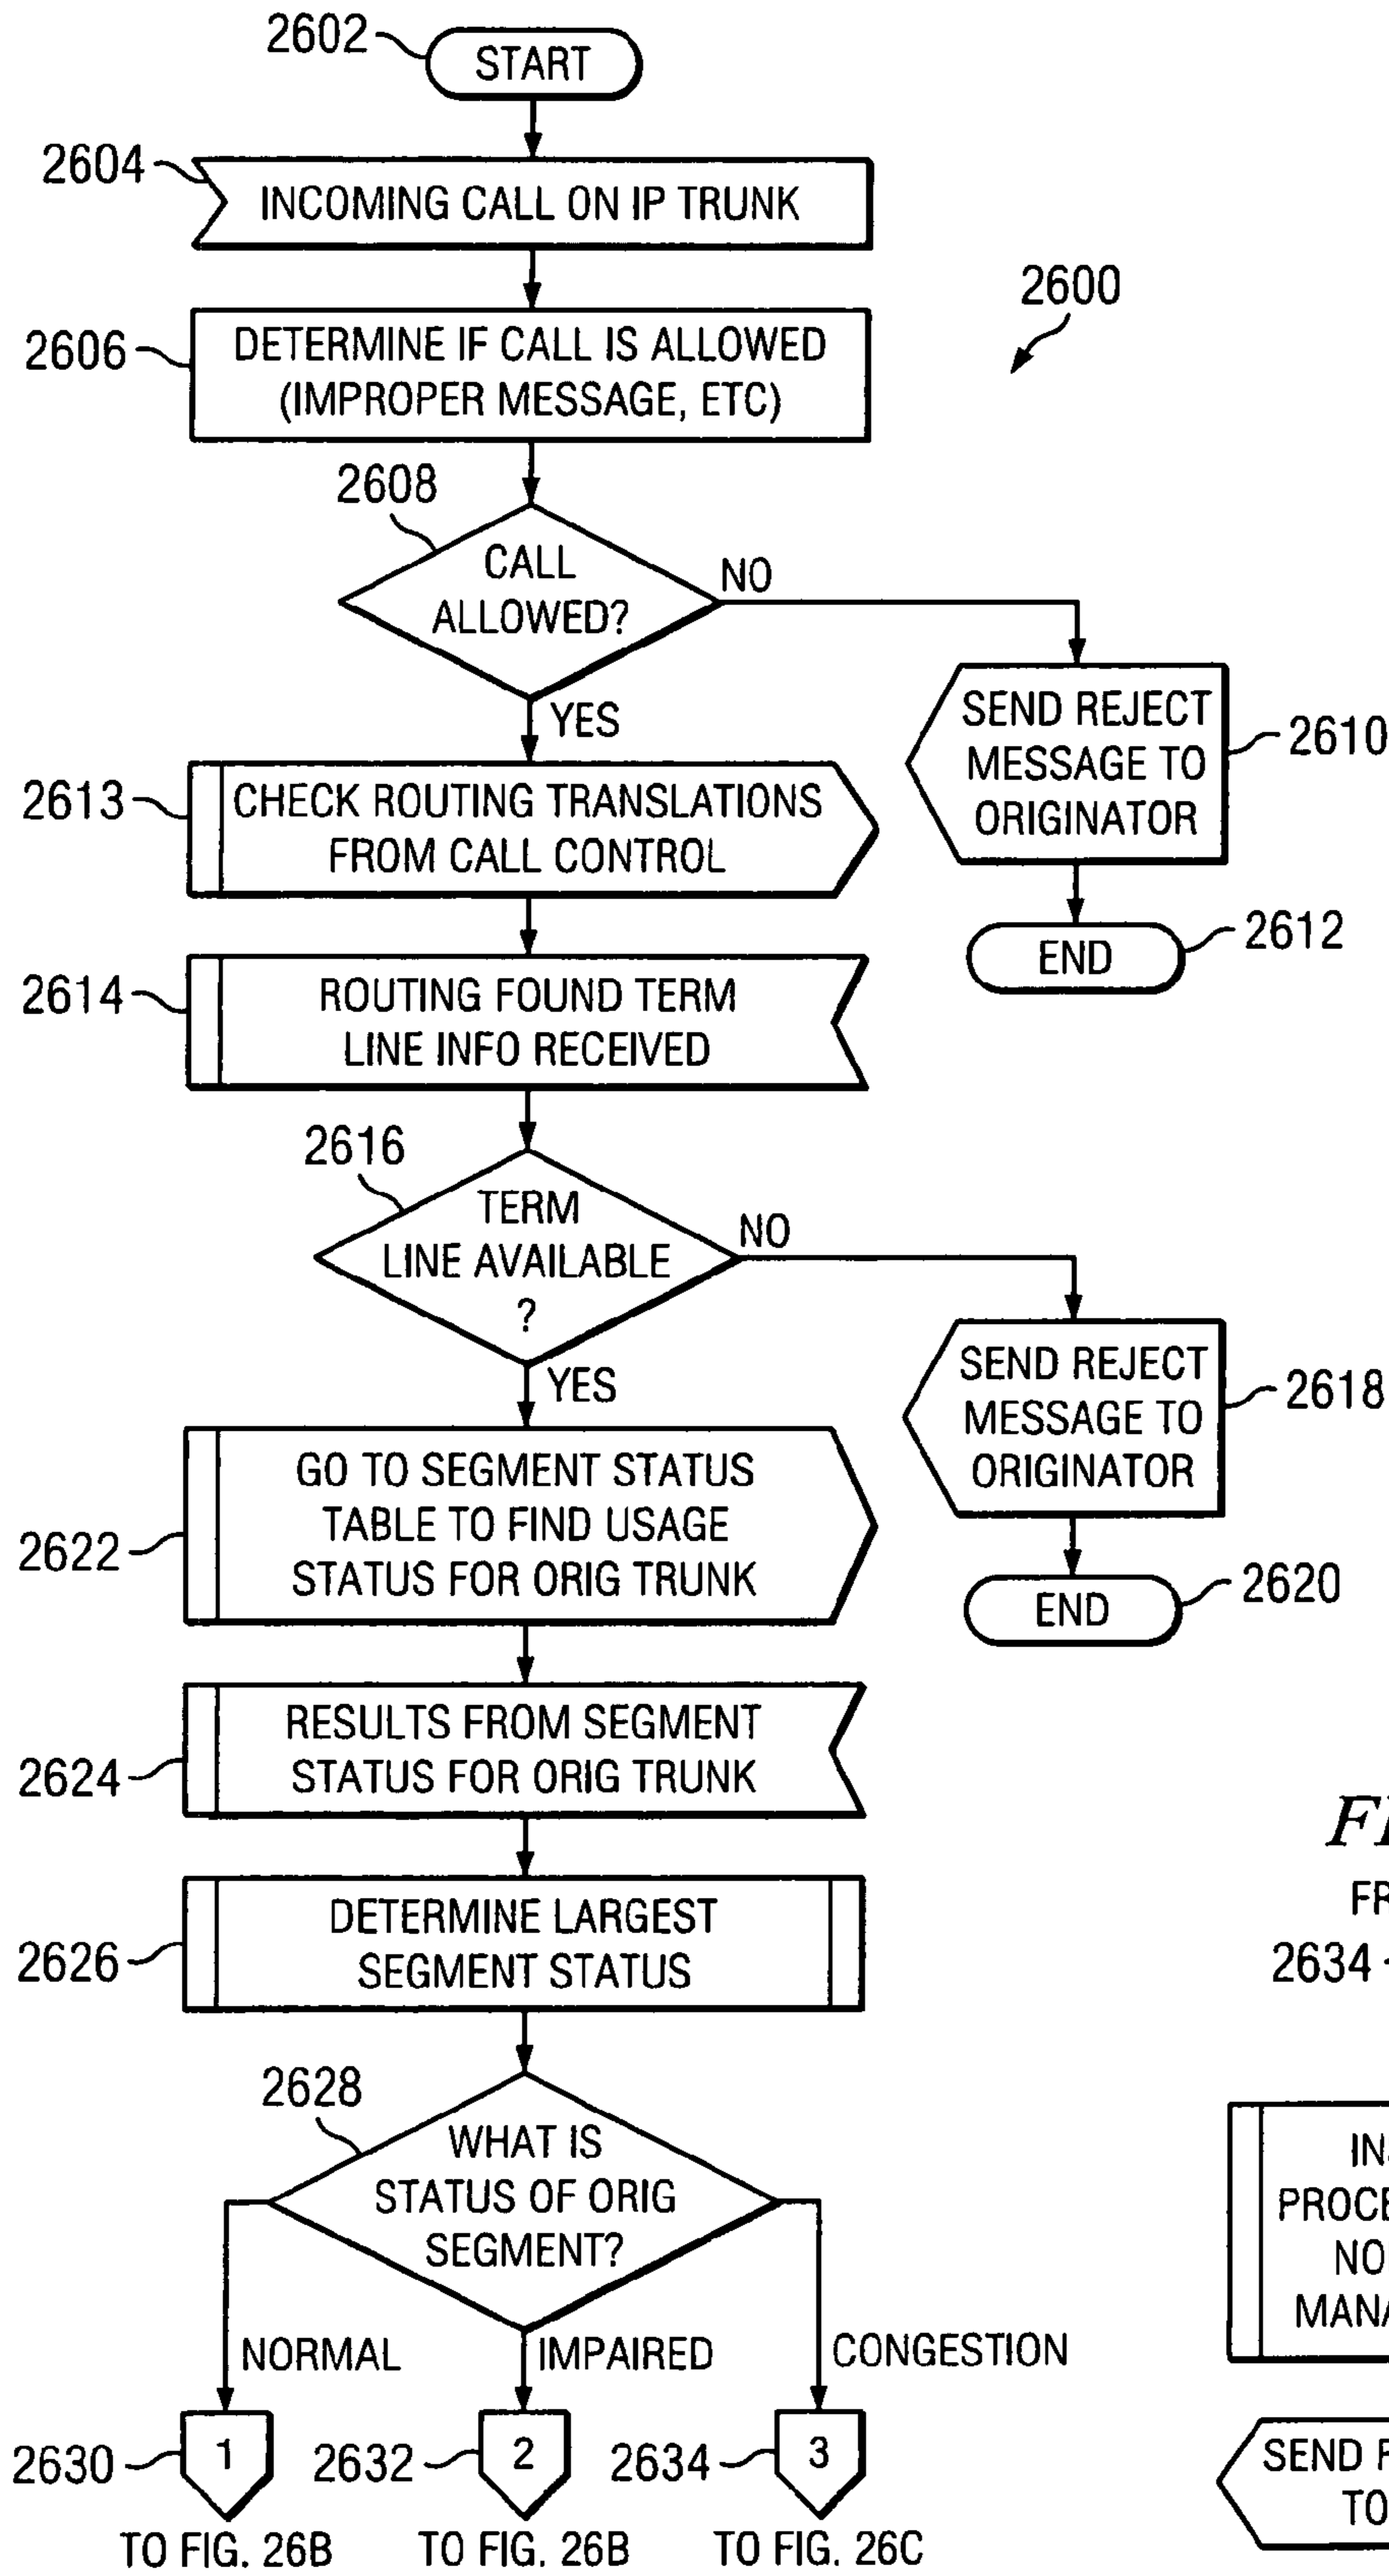 2602
START
2604
INCOMING CALL ON IP TRUNK
2600
2606
DETERMINE IF CALL IS ALLOWED
(IMPROPER MESSAGE, ETC)
2608
CALL
ALLOWED?
NO
YES
SEND REJECT
MESSAGE TO
ORIGINATOR
2610
2613
CHECK ROUTING TRANSLATIONS
FROM CALL CONTROL
END
2612
2614
ROUTING FOUND TERM
LINE INFO RECEIVED
2616
TERM
LINE AVAILABLE
?
NO
YES
SEND REJECT
MESSAGE TO
ORIGINATOR
2618
2622
GO TO SEGMENT STATUS
TABLE TO FIND USAGE
STATUS FOR ORIG TRUNK
END
2620
2624
RESULTS FROM SEGMENT
STATUS FOR ORIG TRUNK
2626
DETERMINE LARGEST
SEGMENT STATUS
2634
2628
WHAT IS
STATUS OF ORIG
SEGMENT?
NORMAL
IMPAIRED
CONGESTION
2630
1
2632
2
2634
3
TO FIG. 26B
TO FIG. 26B
TO FIG. 26C
SEND
TO